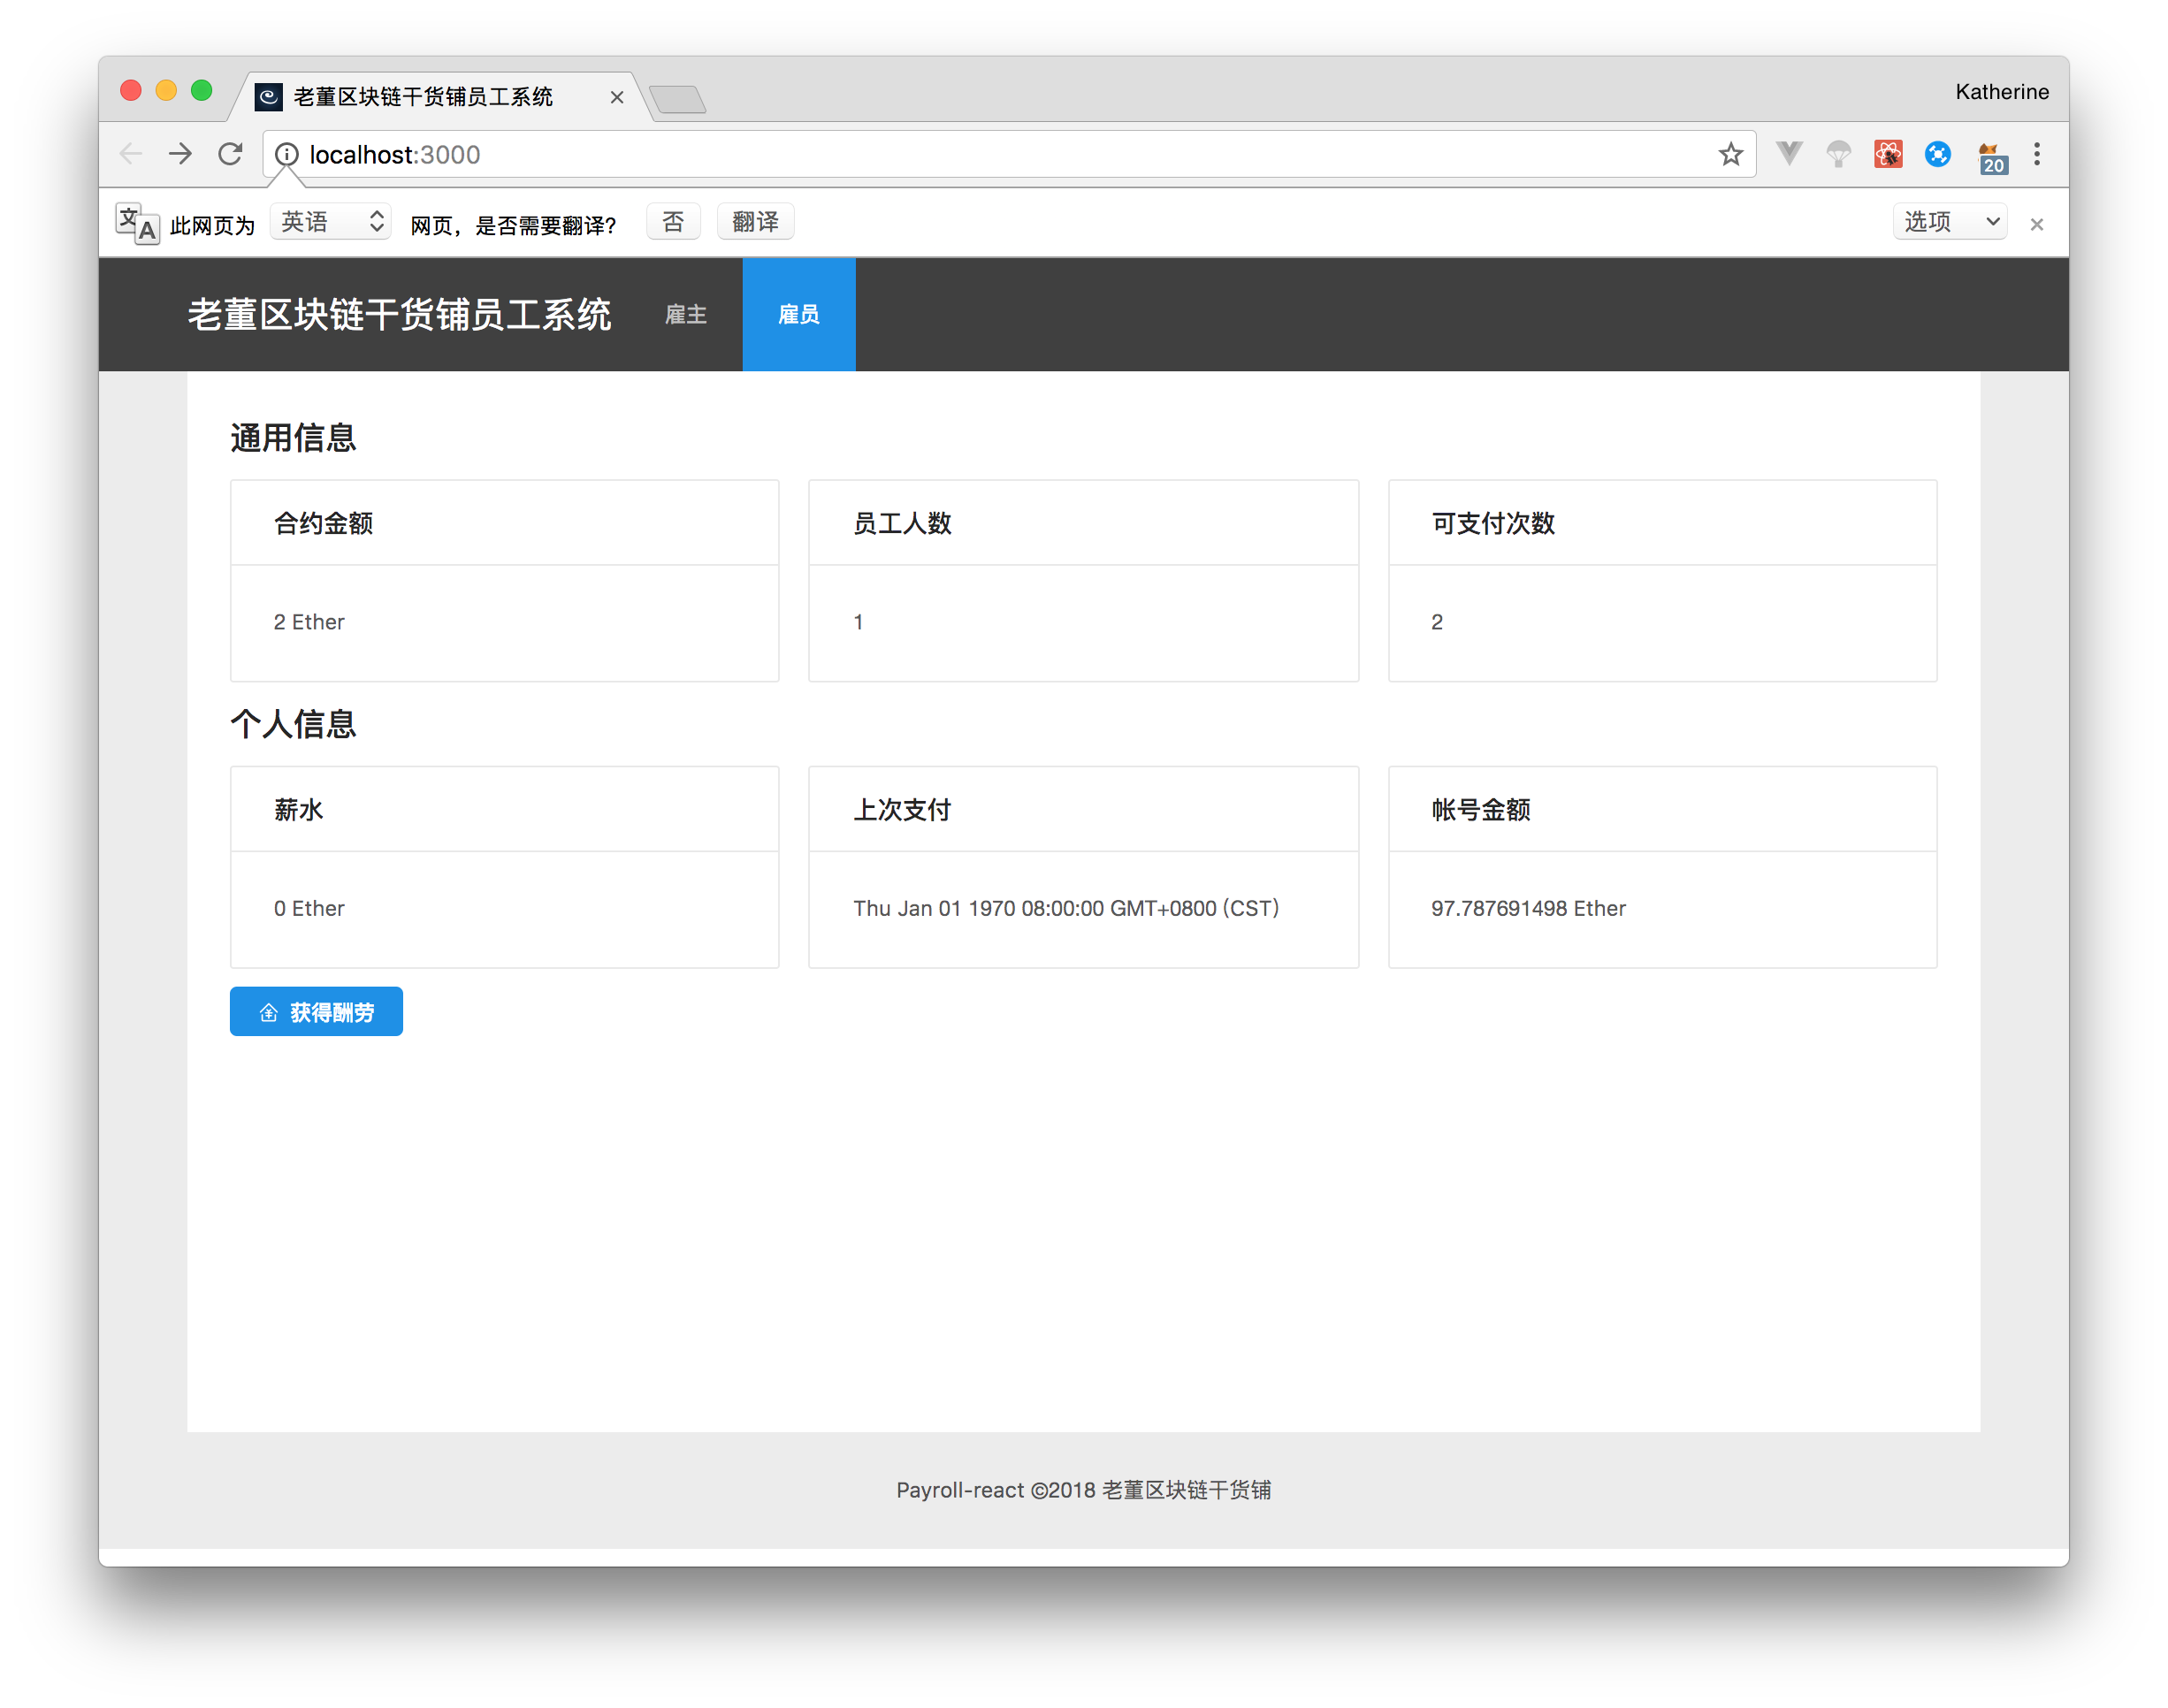 老董区块链干货铺员工系统
Katherine
localhost:3000
20
此网页为 英语 网页，是否需要翻译? 否 翻译 选项
老董区块链干货铺员工系统 雇主 雇员
通用信息
合约金额 员工人数 可支付次数
2 Ether 1 2
个人信息
薪水 上次支付 帐号金额
0 Ether Thu Jan 01 1970 08:00:00 GMT+0800 (CST) 97.787691498 Ether
获得酬劳
Payroll-react ©2018 老董区块链干货铺